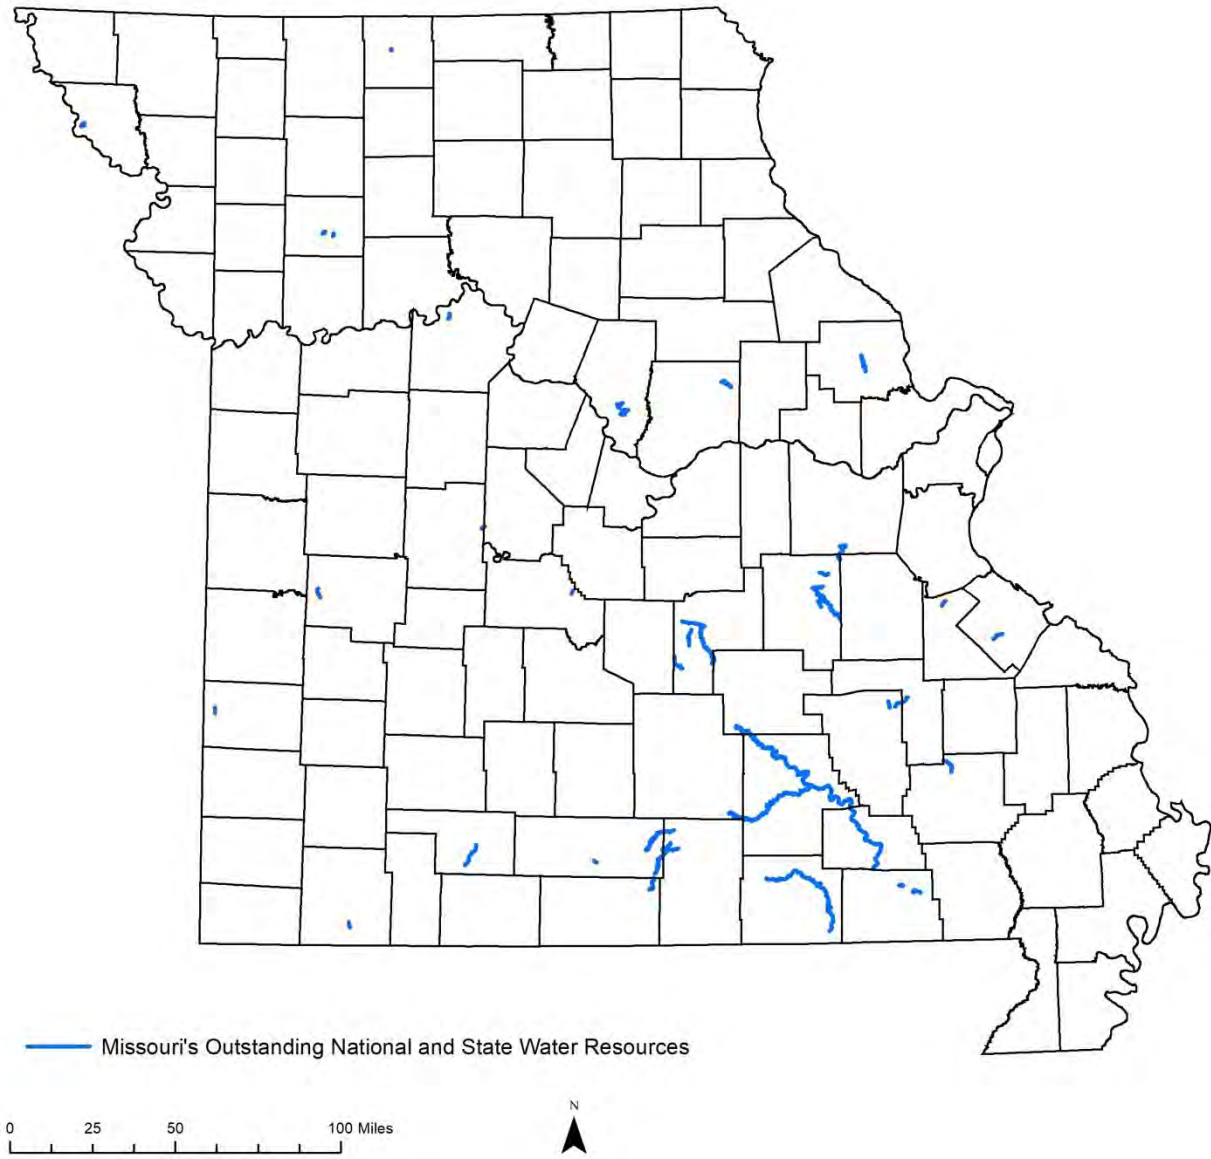 Missouri's Outstanding National and State Water Resources
0 25 50 100 Miles
N